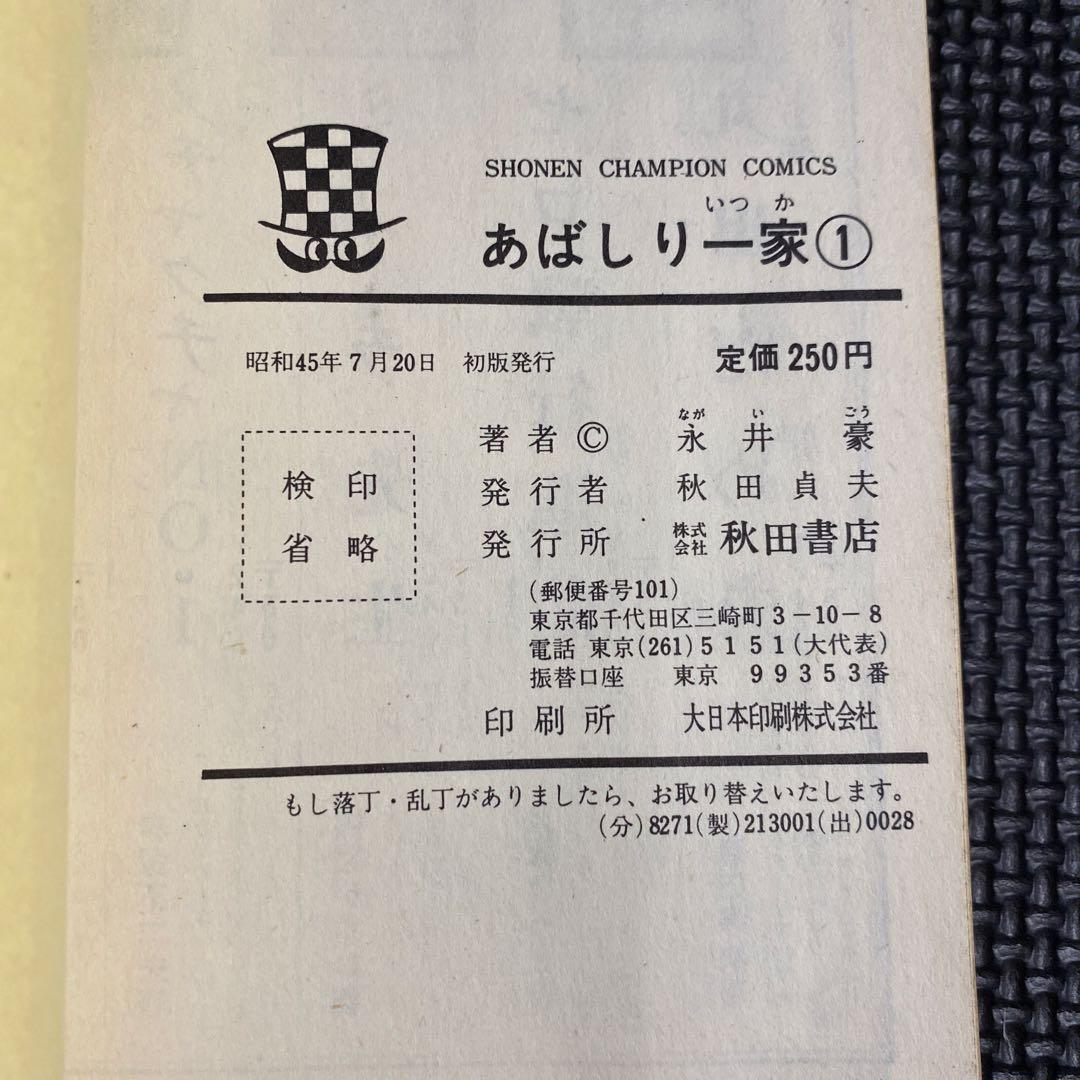 SHONEN CHAMPION COMICS
いっか
あばしり一家①
昭和45年7月20日 初版発行
定価250円
検印
省略
著者© 永井豪
ながい ごう
発行者 秋田貞夫
発行所 株式会社 秋田書店
(郵便番号101)
東京都千代田区三崎町3-10-8
電話 東京(261)5151(大代表)
振替口座 東京 99353番
印刷所 大日本印刷株式会社
もし落丁・乱丁がありましたら、お取り替えいたします。
(分)8271(製)213001(出)0028